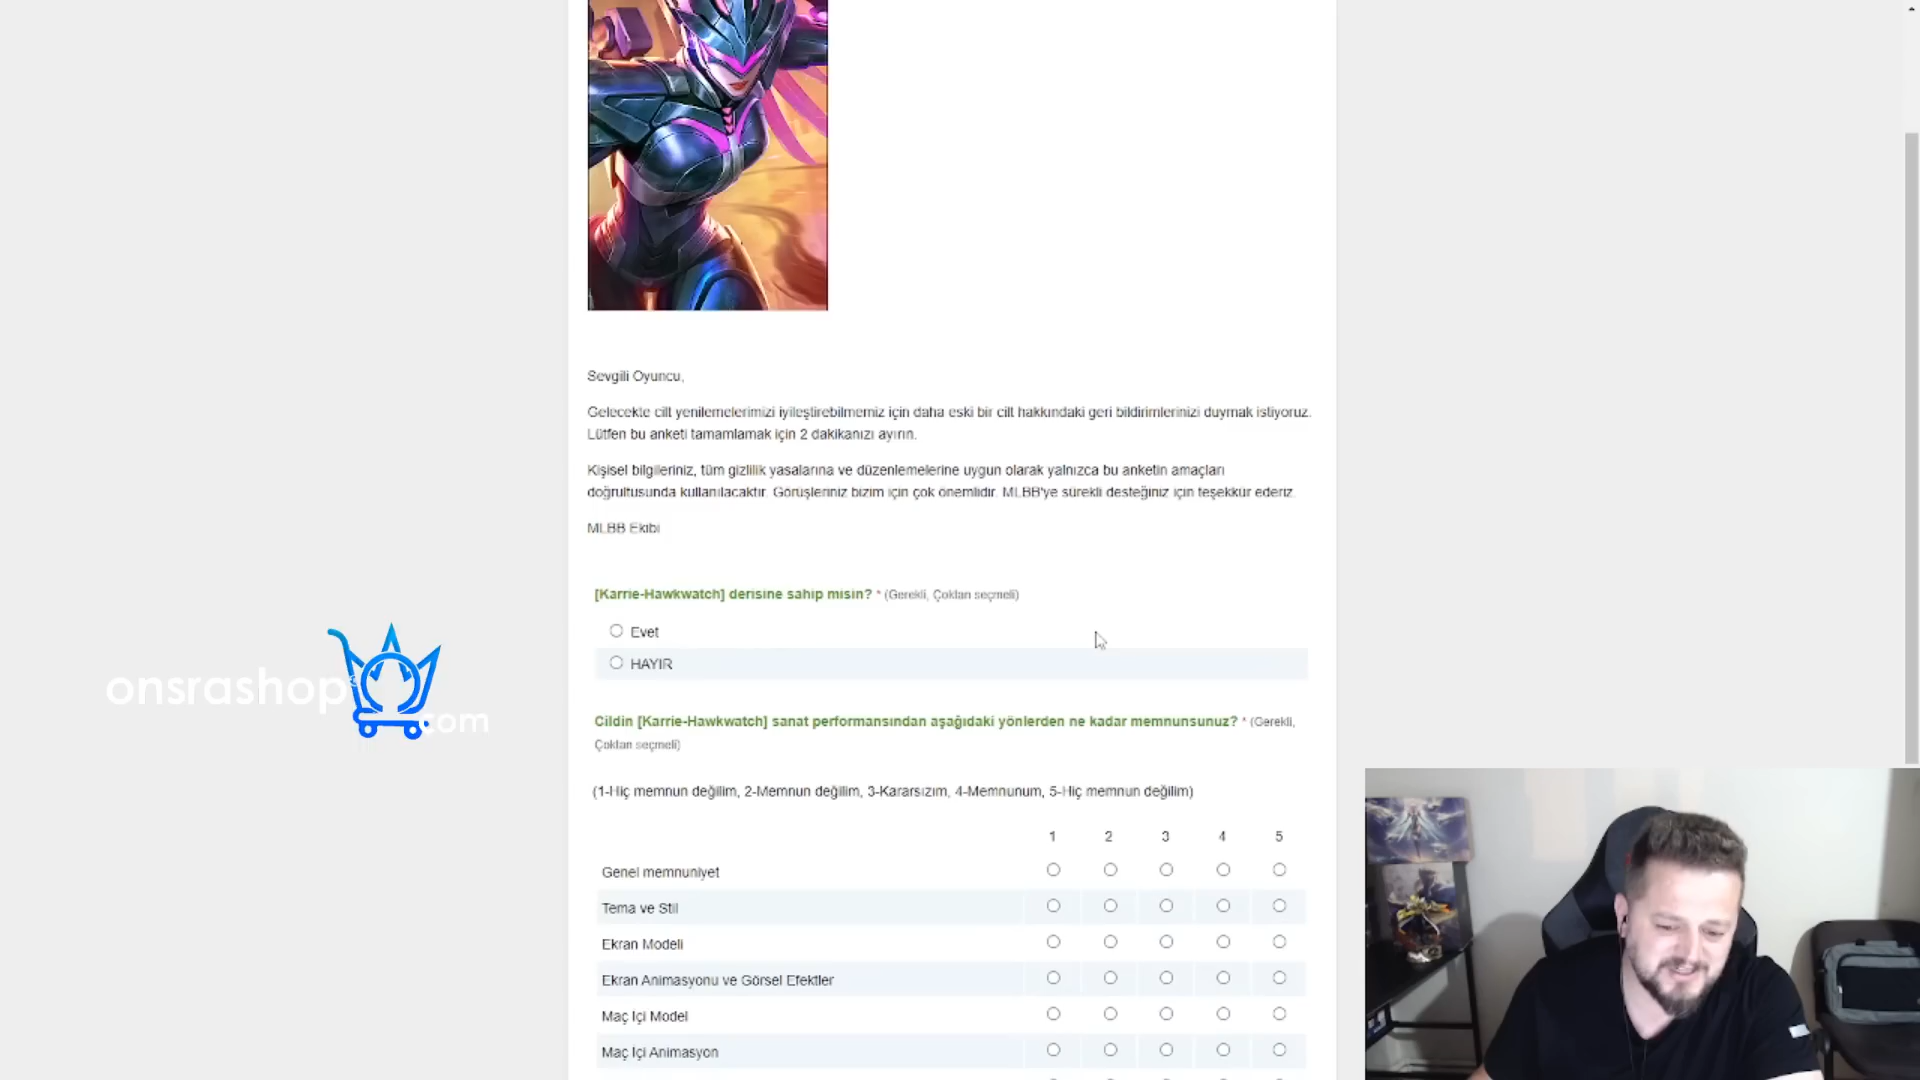 Sevgili Oyuncu,
Gelecekte cilt yenilemelerimizi iyileştirebilmemiz için daha eski bir cilt hakkındaki geri bildirimlerinizi duymak istiyoruz.
Lütfen bu anketi tamamlamak için 2 dakikanızı ayırın.
Kişisel bilgileriniz, tüm gizlilik yasalarına ve düzenlemelerine uygun olarak yalnızca bu anketin amaçları
doğrultusunda kullanılacaktır. Görüşleriniz bizim için çok önemlidir. MLBB'ye sürekli desteğiniz için teşekkür ederiz.
MLBB Ekibi
[Karrie-Hawkwatch] derisine sahip misin? * (Gerekli, Çoktan seçmeli)
Evet
HAYIR
Cildin [Karrie-Hawkwatch] sanat performansından aşağıdaki yönlerden ne kadar memnunsunuz? * (Gerekli,
Çoktan seçmeli)
(1-Hiç memnun değilim, 2-Memnun değilim, 3-Kararsızım, 4-Memnunum, 5-Hiç memnun değilim)
1 2 3 4 5
Genel memnuniyet
Tema ve Stil
Ekran Modeli
Ekran Animasyonu ve Görsel Efektler
Maç İçi Model
Maç İçi Animasyon
onsrashop
.com